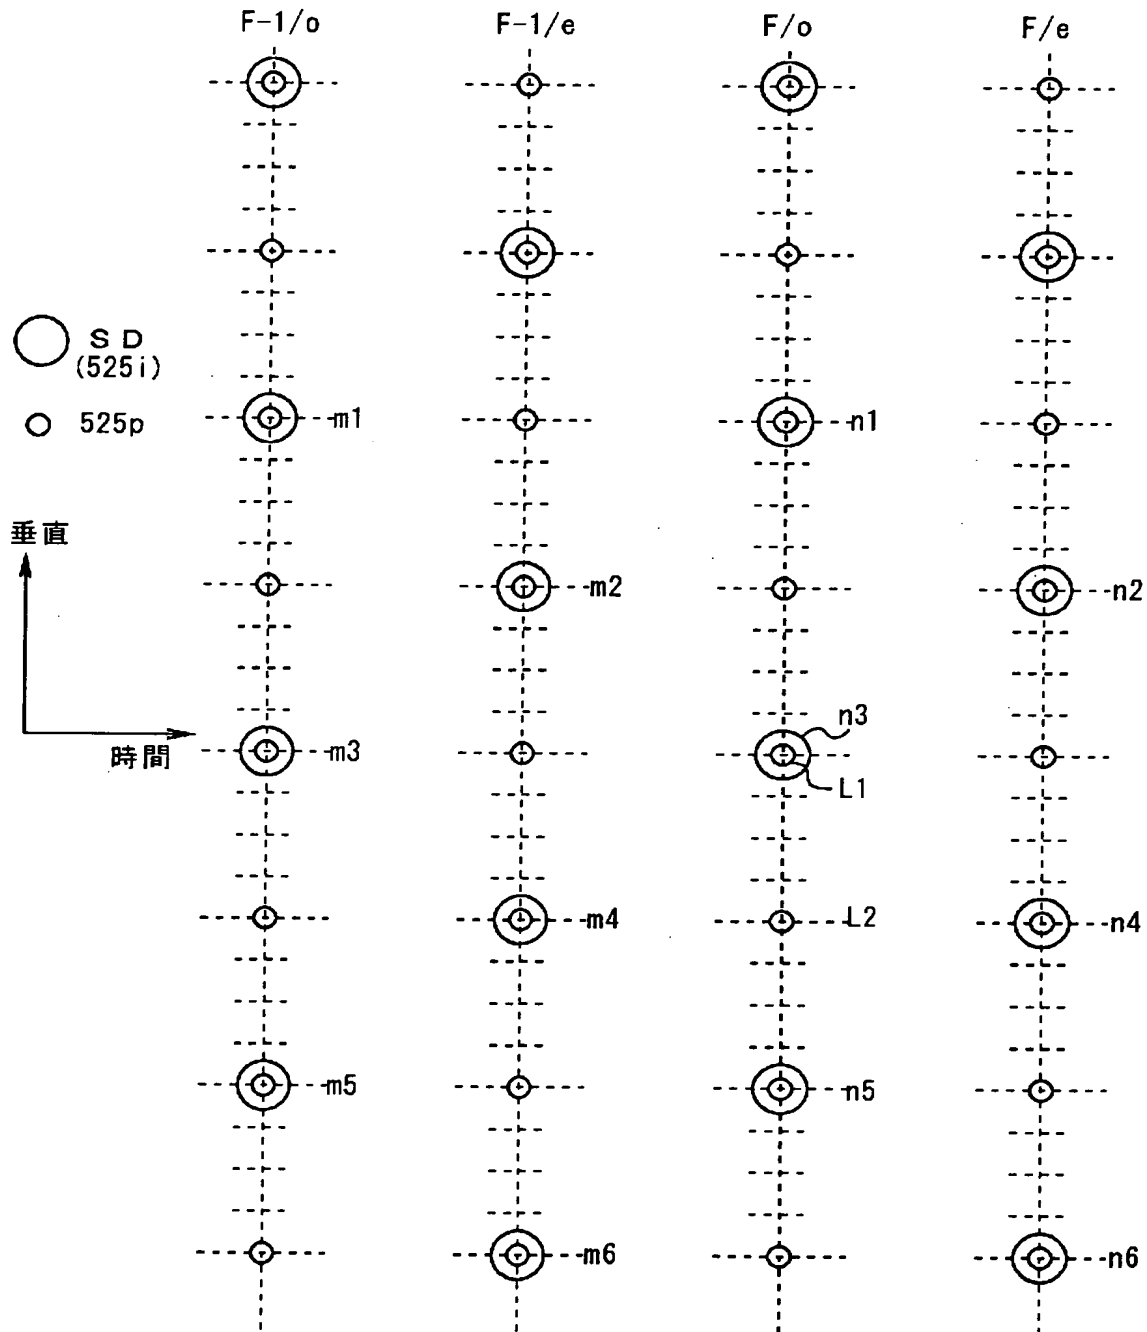 F-1/o F-1/e F/o F/e
SD
(525i)
525p
m1 n1
垂直
m2 n2
n3
時間 m3
L1
m4 L2 n4
m5 n5
m6 n6